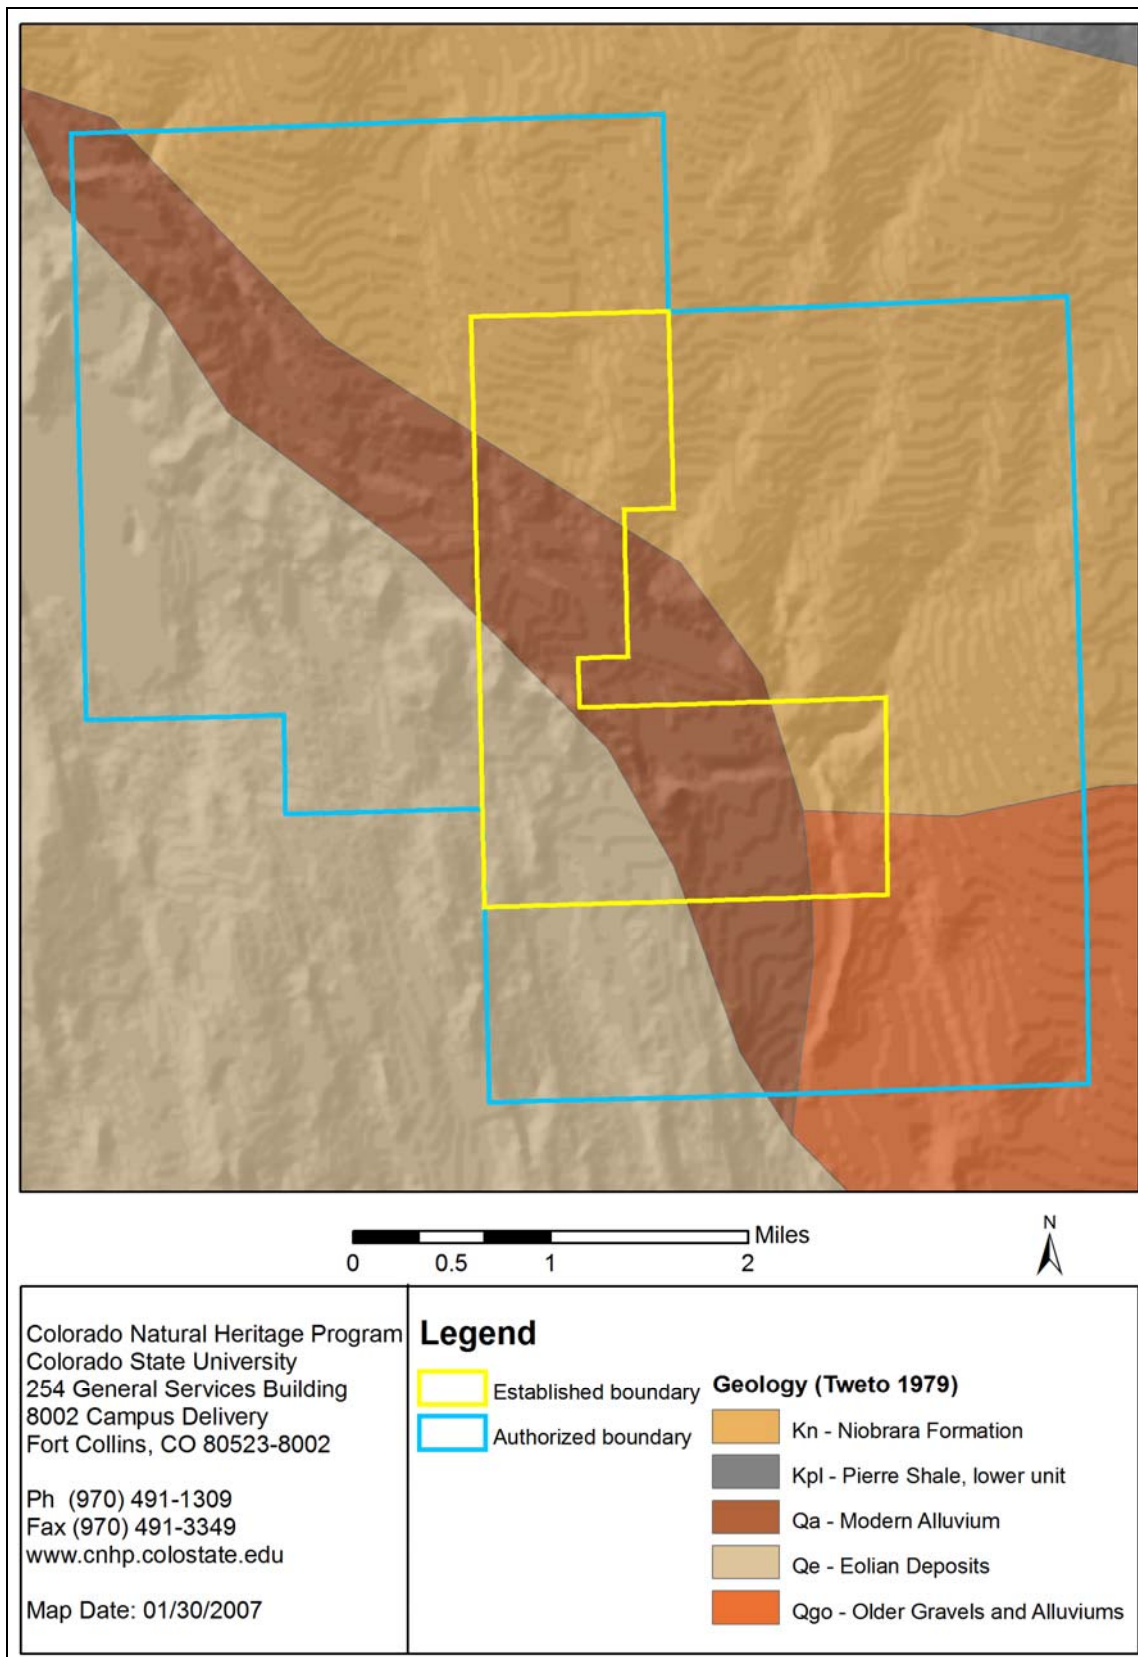 N
Miles
0 0.5 1 2
Colorado Natural Heritage Program
Colorado State University
254 General Services Building
8002 Campus Delivery
Fort Collins, CO 80523-8002
Ph (970) 491-1309
Fax (970) 491-3349
www.cnhp.colostate.edu
Map Date: 01/30/2007
Legend
Established boundary
Authorized boundary
Geology (Tweto 1979)
Kn - Niobrara Formation
Kpl - Pierre Shale, lower unit
Qa - Modern Alluvium
Qe - Eolian Deposits
Qgo - Older Gravels and Alluviums